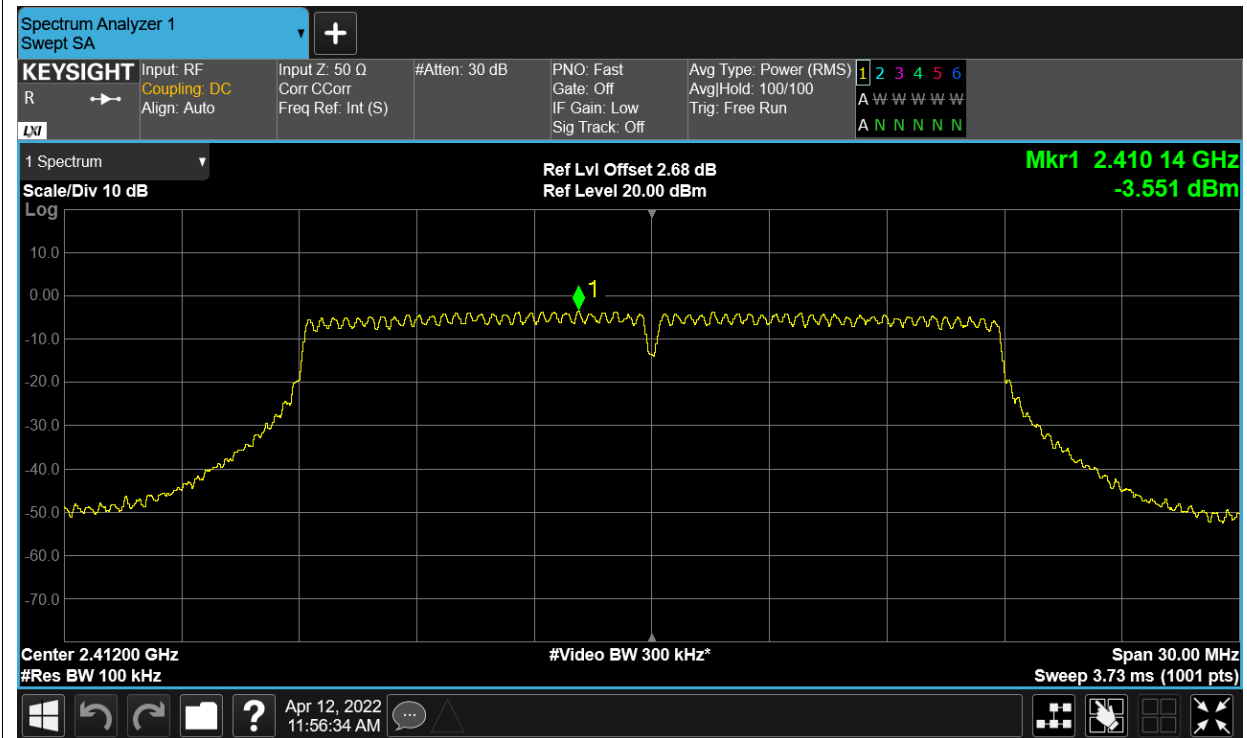 Spectrum Analyzer 1
Swept SA
KEYSIGHT
R
LXI
Input: RF
Coupling: DC
Align: Auto
Input Z: 50 Ω
Corr CCorr
Freq Ref: Int (S)
#Atten: 30 dB
PNO: Fast
Gate: Off
IF Gain: Low
Sig Track: Off
Avg Type: Power (RMS)
Avg|Hold: 100/100
Trig: Free Run
1 2 3 4 5 6
A W W W W W
A N N N N N
1 Spectrum
Scale/Div 10 dB
Log
Ref Lvl Offset 2.68 dB
Ref Level 20.00 dBm
Mkr1 2.410 14 GHz
-3.551 dBm
10.0
0.00
-10.0
-20.0
-30.0
-40.0
-50.0
-60.0
-70.0
1
Center 2.41200 GHz
#Res BW 100 kHz
#Video BW 300 kHz*
Span 30.00 MHz
Sweep 3.73 ms (1001 pts)
?
Apr 12, 2022
11:56:34 AM